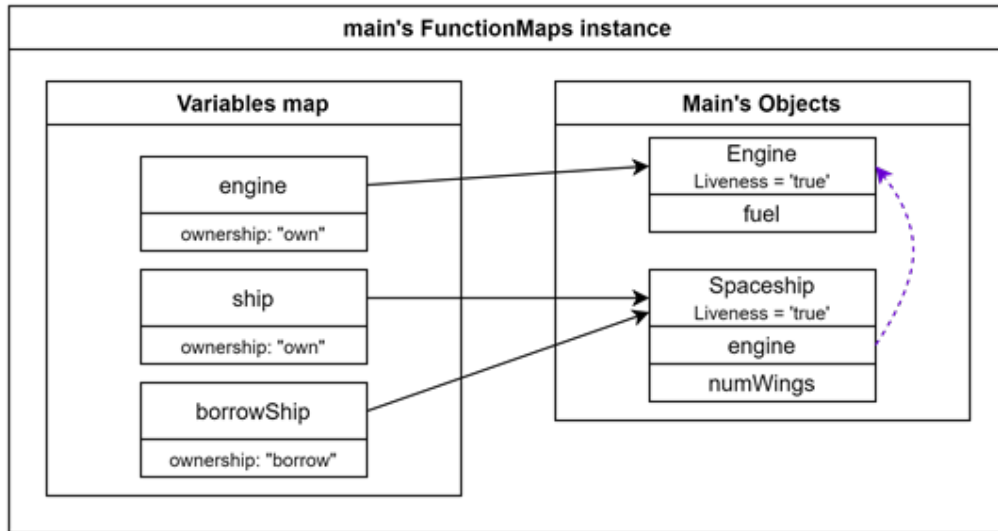 main's FunctionMaps instance
Variables map
engine
ownership: "own"
ship
ownership: "own"
borrowShip
ownership: "borrow"
Main's Objects
Engine
Liveness = 'true'
fuel
Spaceship
Liveness = 'true'
engine
numWings